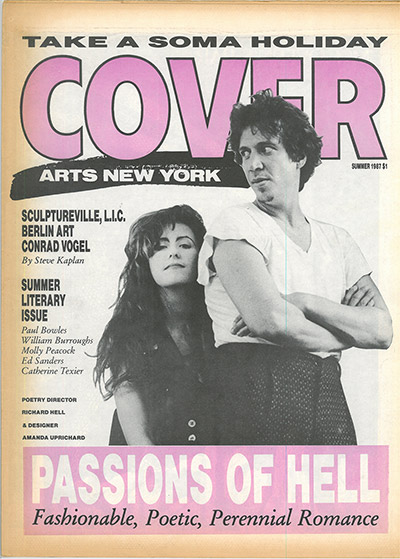 TAKE A SOMA HOLIDAY
COVER
ARTS NEW YORK
SUMMER 1987 $1
SCULPTUREVILLE, L.I.C.
BERLIN ART
CONRAD VOGEL
By Steve Kaplan
SUMMER
LITERARY
ISSUE
Paul Bowles
William Burroughs
Molly Peacock
Ed Sanders
Catherine Texier
POETRY DIRECTOR
RICHARD HELL
& DESIGNER
AMANDA UPRICHARD
PASSIONS OF HELL
Fashionable, Poetic, Perennial Romance